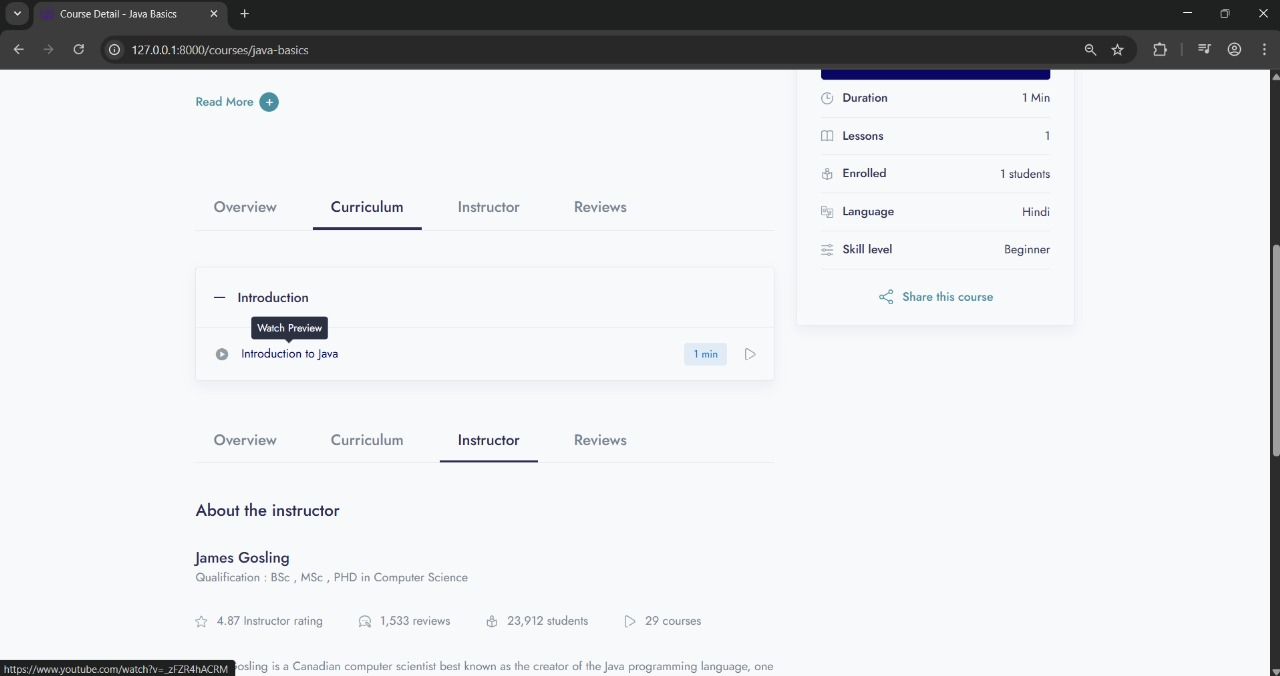 Course Detail - Java Basics
127.0.0.1:8000/courses/java-basics
Read More
Duration 1 Min
Lessons 1
Enrolled 1 students
Language Hindi
Skill level Beginner
Share this course
Overview Curriculum Instructor Reviews
Introduction
Watch Preview
Introduction to Java 1 min
Overview Curriculum Instructor Reviews
About the instructor
James Gosling
Qualification : BSc , MSc , PHD in Computer Science
4.87 Instructor rating 1,533 reviews 23,912 students 29 courses
Gosling is a Canadian computer scientist best known as the creator of the Java programming language, one
https://www.youtube.com/watch?v=_zFZR4hACRM